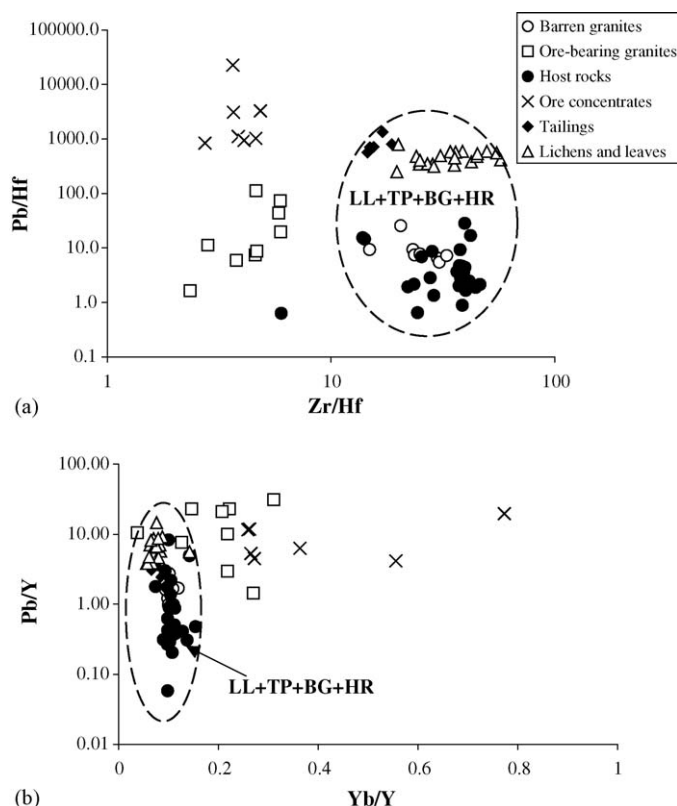 Barren granites
Ore-bearing granites
Host rocks
Ore concentrates
Tailings
Lichens and leaves
100000.0
10000.0
1000.0
100.0
10.0
1.0
0.1
Pb/Hf
LL+TP+BG+HR
1 10 100
(a) Zr/Hf
100.00
10.00
1.00
0.10
0.01
Pb/Y
LL+TP+BG+HR
0 0.2 0.4 0.6 0.8 1
(b) Yb/Y